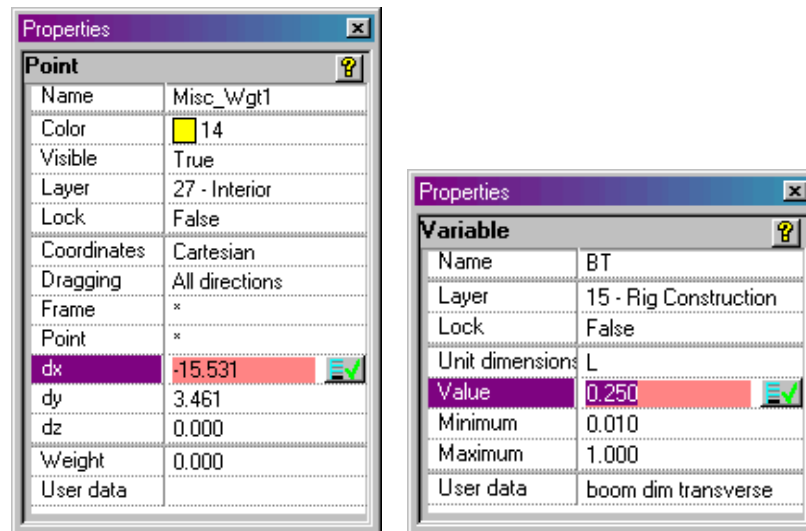 Properties
Point
Name Misc_Wgt1
Color 14
Visible True
Layer 27 - Interior
Lock False
Coordinates Cartesian
Dragging All directions
Frame *
Point *
dx -15.531
dy 3.461
dz 0.000
Weight 0.000
User data
Properties
Variable
Name BT
Layer 15 - Rig Construction
Lock False
Unit dimensions L
Value 0.250
Minimum 0.010
Maximum 1.000
User data boom dim transverse